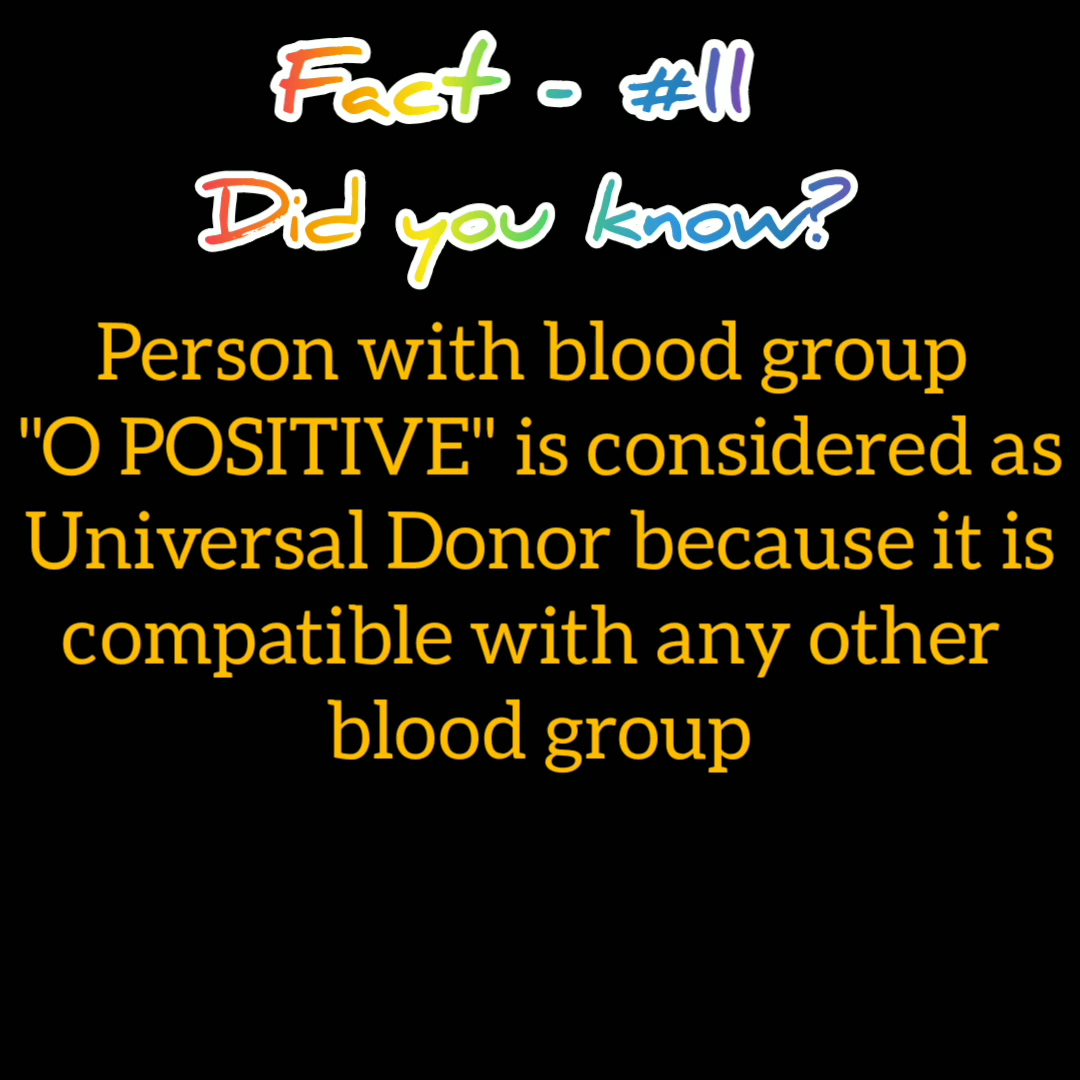 Fact - #11
Did you know?
Person with blood group
"O POSITIVE" is considered as
Universal Donor because it is
compatible with any other
blood group